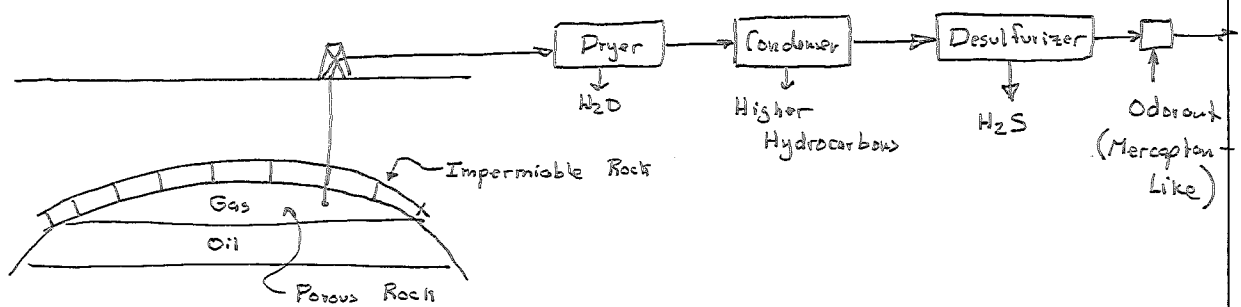 Dryer
Condenser
Desulfurizer
H2O
Higher
Hydrocarbons
H2S
Odorant
(Mercaptan
Like)
Impermiable Rock
Gas
Oil
Porous Rock